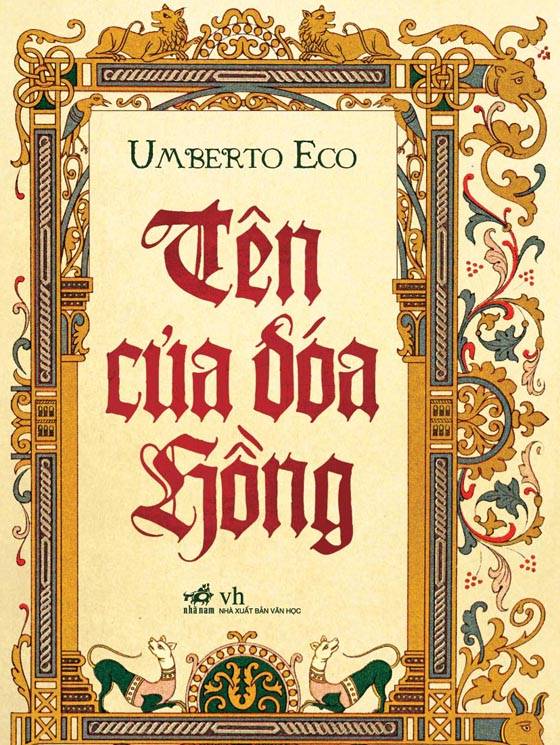 UMBERTO ECO
Tên
của đóa
Hồng
nhã nam
vh
NHÀ XUẤT BẢN VĂN HỌC